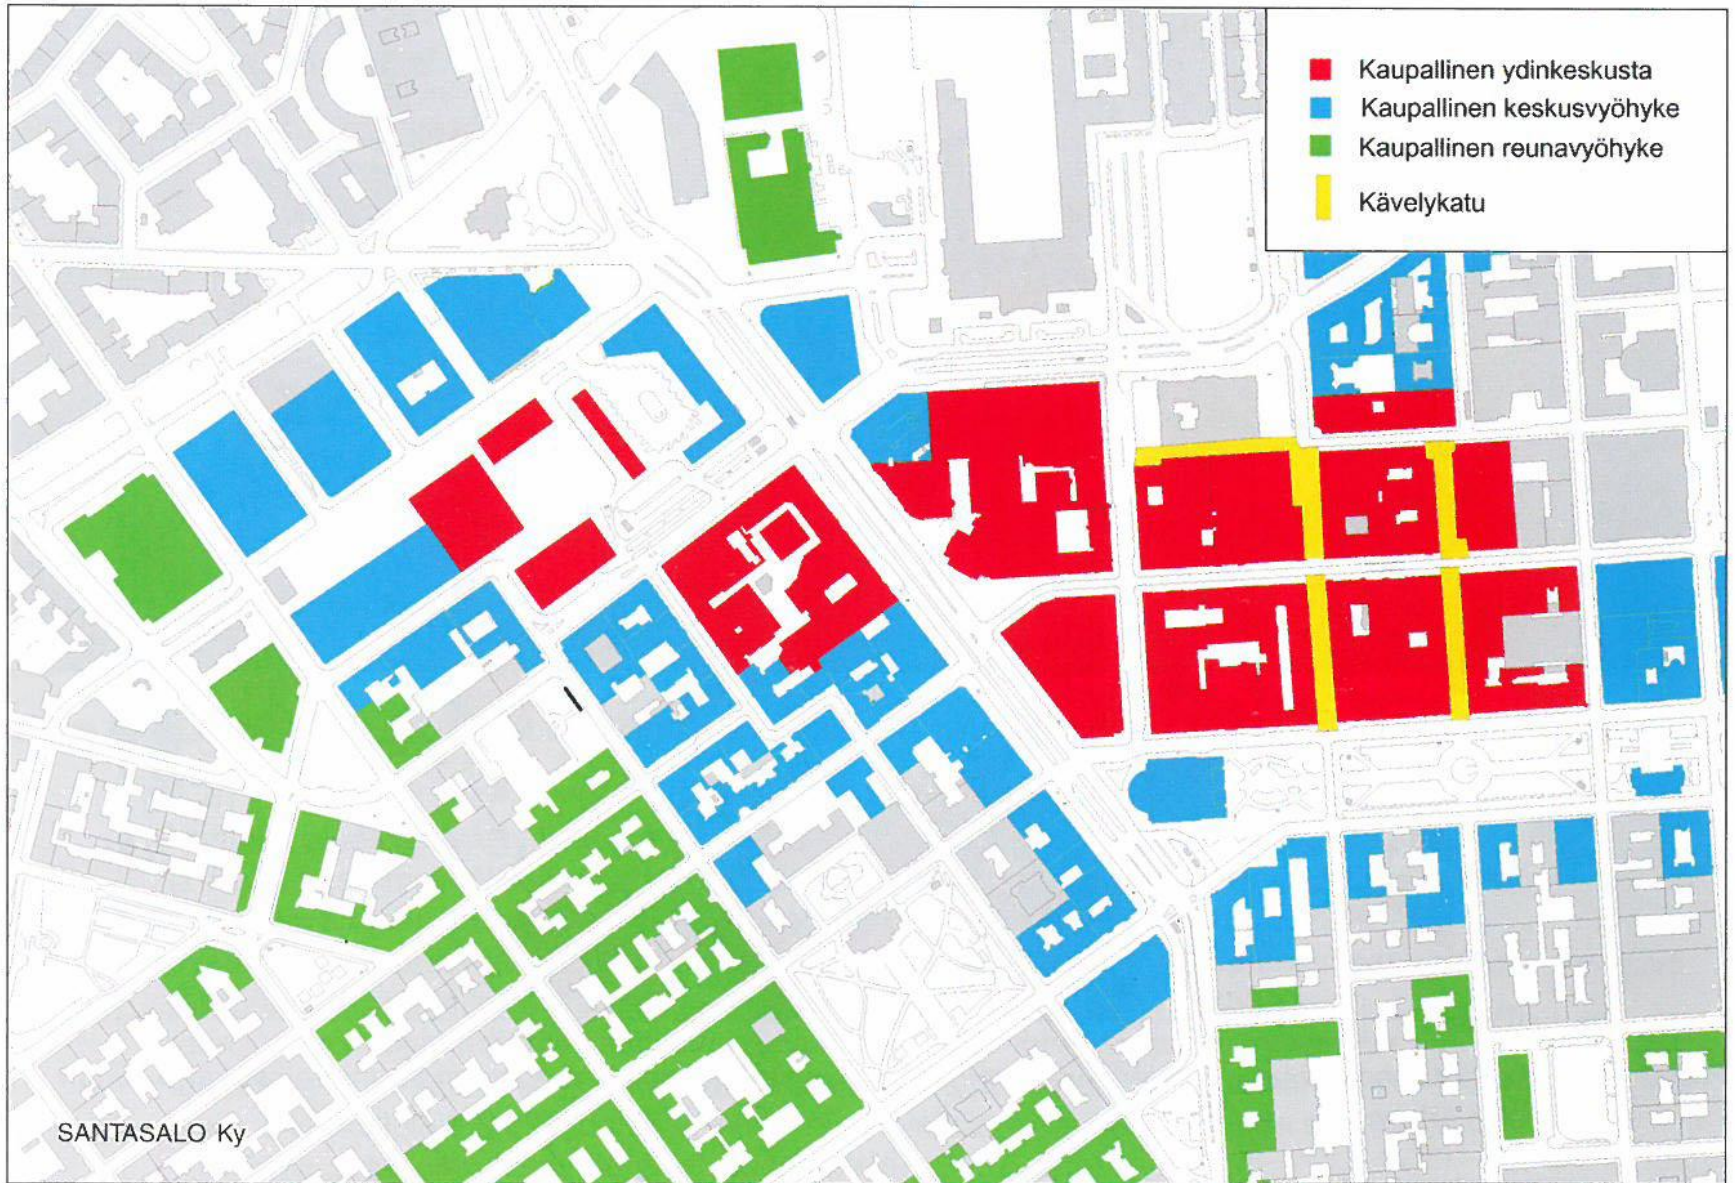 Kaupallinen ydinkeskusta
Kaupallinen keskusvyöhyke
Kaupallinen reunavyöhyke
Kävelykatu
SANTASALO Ky